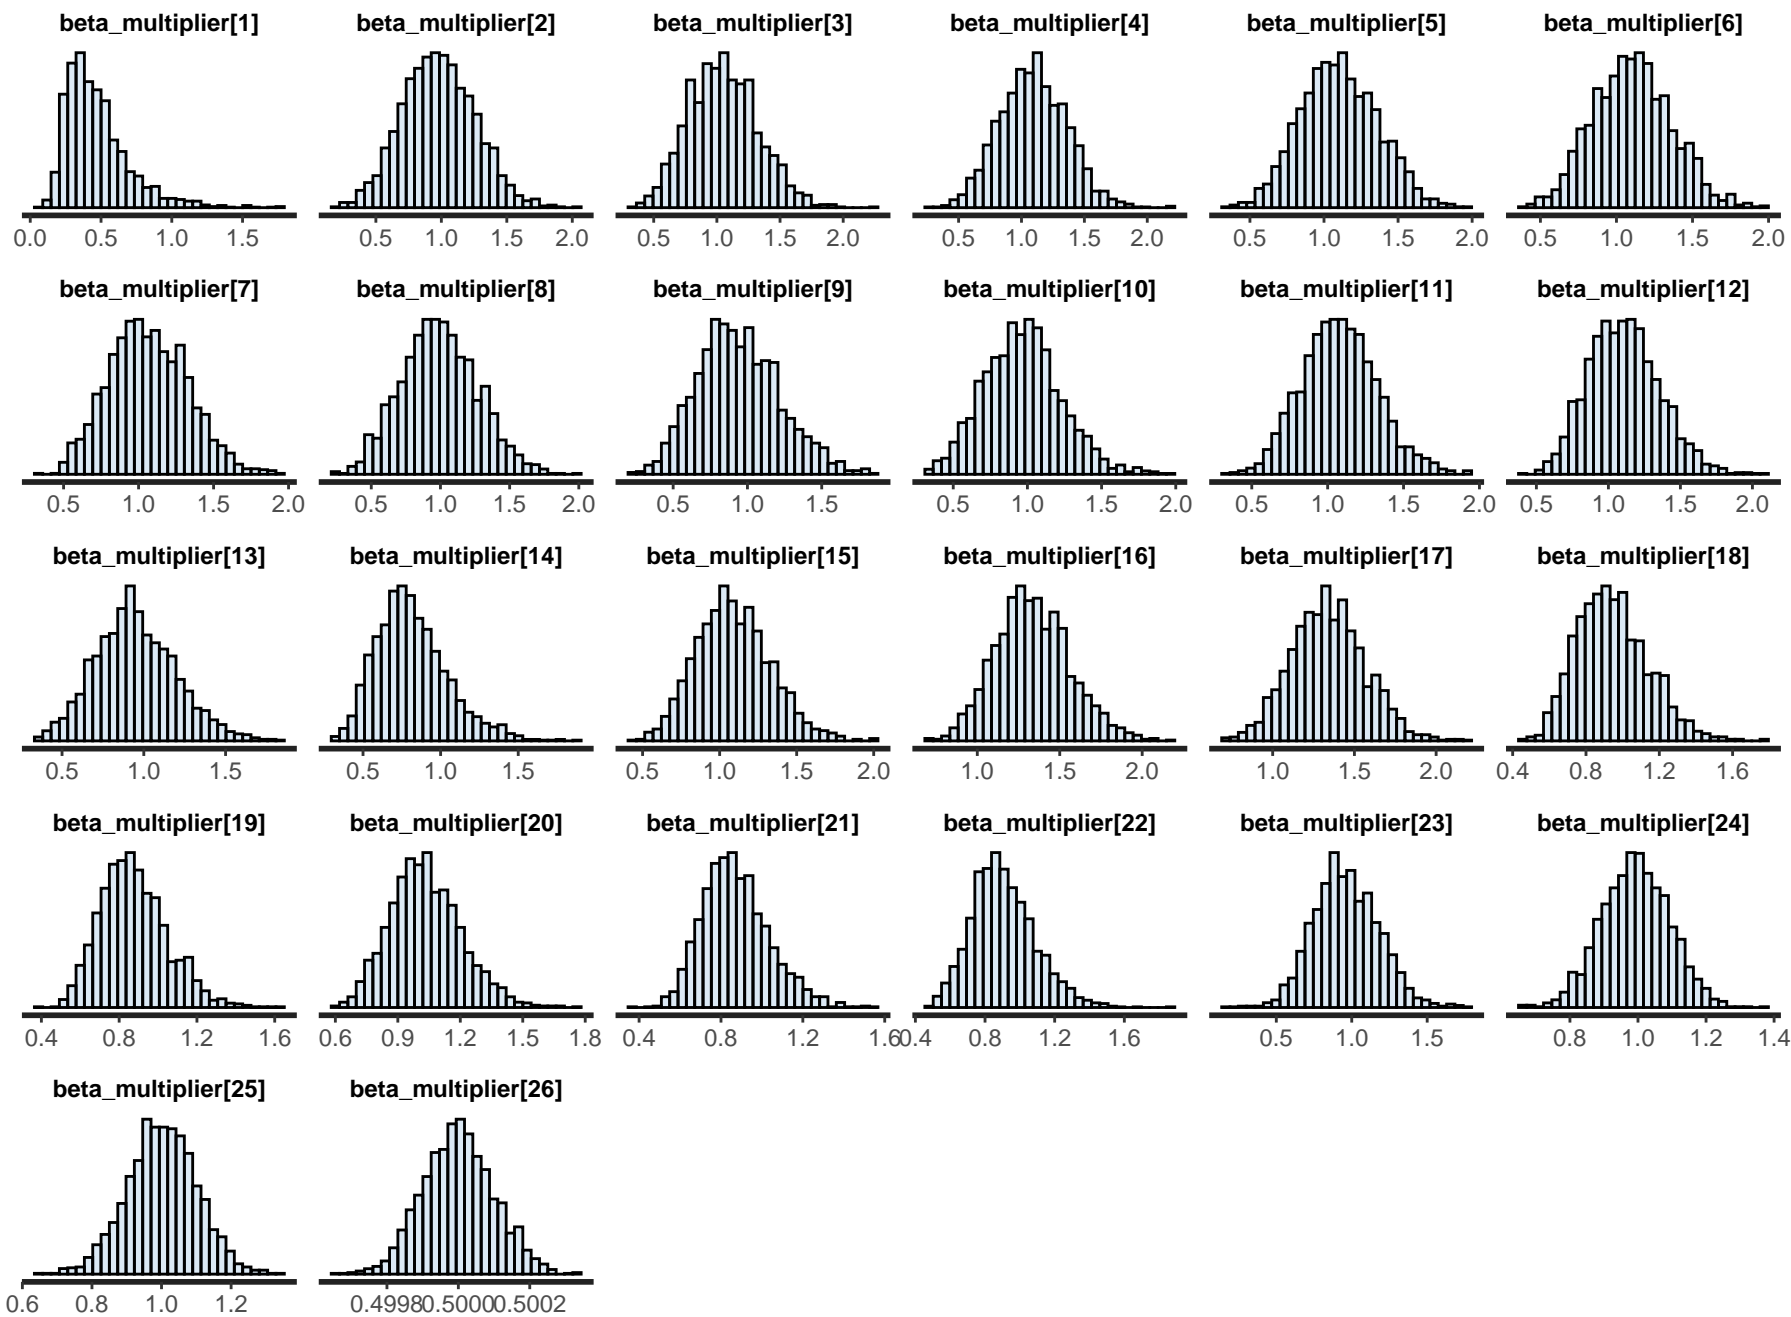 beta_multiplier[1] beta_multiplier[2] beta_multiplier[3] beta_multiplier[4] beta_multiplier[5] beta_multiplier[6]
0.0 0.5 1.0 1.5 0.5 1.0 1.5 2.0 0.5 1.0 1.5 2.0 0.5 1.0 1.5 2.0 0.5 1.0 1.5 2.0 0.5 1.0 1.5 2.0
beta_multiplier[7] beta_multiplier[8] beta_multiplier[9] beta_multiplier[10] beta_multiplier[11] beta_multiplier[12]
0.5 1.0 1.5 2.0 0.5 1.0 1.5 2.0 0.5 1.0 1.5 0.5 1.0 1.5 2.0 0.5 1.0 1.5 2.0 0.5 1.0 1.5 2.0
beta_multiplier[13] beta_multiplier[14] beta_multiplier[15] beta_multiplier[16] beta_multiplier[17] beta_multiplier[18]
0.5 1.0 1.5 0.5 1.0 1.5 0.5 1.0 1.5 2.0 1.0 1.5 2.0 1.0 1.5 2.0 0.4 0.8 1.2 1.6
beta_multiplier[19] beta_multiplier[20] beta_multiplier[21] beta_multiplier[22] beta_multiplier[23] beta_multiplier[24]
0.4 0.8 1.2 1.6 0.6 0.9 1.2 1.5 1.8 0.4 0.8 1.2 1.6 0.4 0.8 1.2 1.6 0.5 1.0 1.5 0.8 1.0 1.2 1.4
beta_multiplier[25] beta_multiplier[26]
0.6 0.8 1.0 1.2 0.4998 0.5000 0.5002